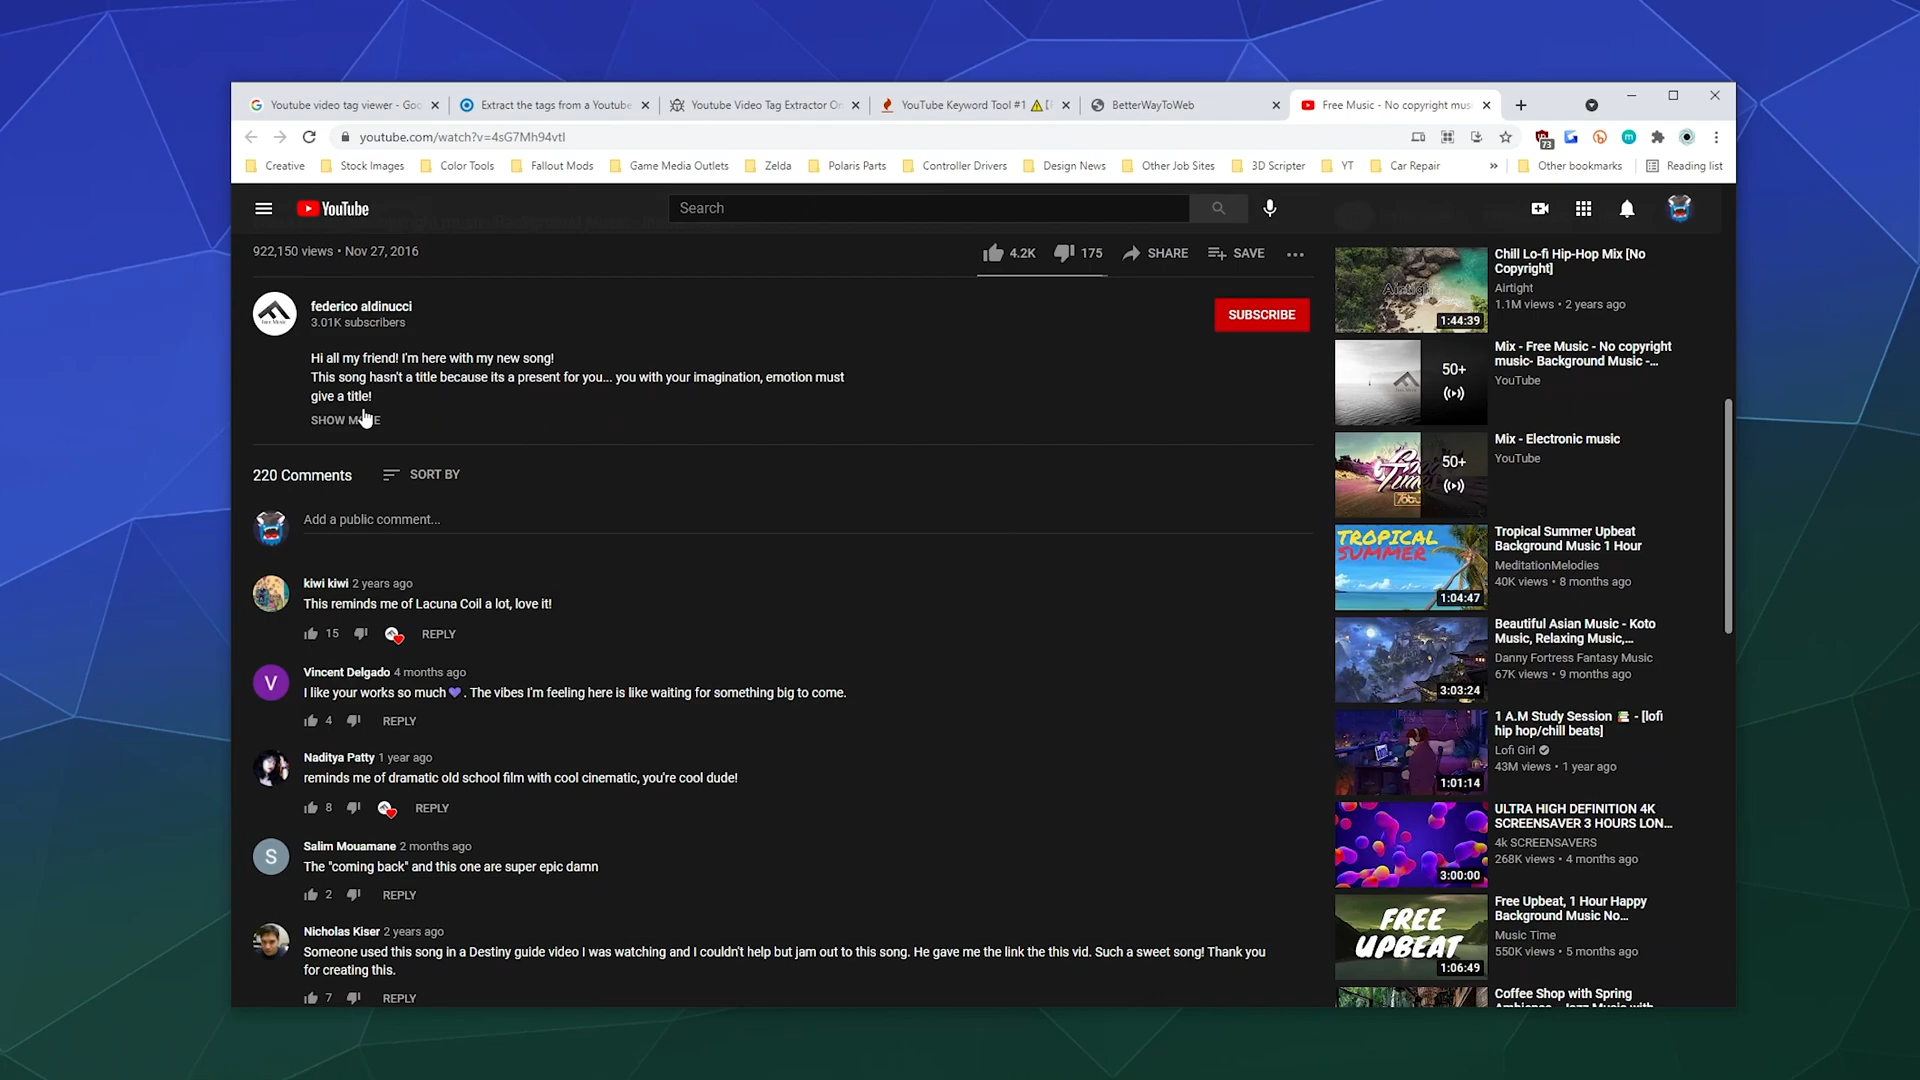 Youtube video tag viewer - Goo
Extract the tags from a Youtube
Youtube Video Tag Extractor On
YouTube Keyword Tool #1
BetterWayToWeb
Free Music - No copyright mus
youtube.com/watch?v=4sG7Mh94vtI
73
Creative
Stock Images
Color Tools
Fallout Mods
Game Media Outlets
Zelda
Polaris Parts
Controller Drivers
Design News
Other Job Sites
3D Scripter
YT
Car Repair
»
Other bookmarks
Reading list
YouTube
Search
922,150 views • Nov 27, 2016
4.2K
175
SHARE
SAVE
federico aldinucci
3.01K subscribers
SUBSCRIBE
Hi all my friend! I'm here with my new song!
This song hasn't a title because its a present for you... you with your imagination, emotion must
give a title!
SHOW MORE
220 Comments
SORT BY
Add a public comment...
kiwi kiwi 2 years ago
This reminds me of Lacuna Coil a lot, love it!
15
REPLY
V
Vincent Delgado 4 months ago
I like your works so much💜. The vibes I'm feeling here is like waiting for something big to come.
4
REPLY
Naditya Patty 1 year ago
reminds me of dramatic old school film with cool cinematic, you're cool dude!
8
REPLY
S
Salim Mouamane 2 months ago
The "coming back" and this one are super epic damn
2
REPLY
Nicholas Kiser 2 years ago
Someone used this song in a Destiny guide video I was watching and I couldn't help but jam out to this song. He gave me the link the this vid. Such a sweet song! Thank you
for creating this.
7
REPLY
Airtight
1:44:39
Chill Lo-fi Hip-Hop Mix [No
Copyright]
Airtight
1.1M views • 2 years ago
50+
Mix - Free Music - No copyright
music- Background Music -...
YouTube
50+
Mix - Electronic music
YouTube
TROPICAL
SUMMER
1:04:47
Tropical Summer Upbeat
Background Music 1 Hour
MeditationMelodies
40K views • 8 months ago
3:03:24
Beautiful Asian Music - Koto
Music, Relaxing Music,...
Danny Fortress Fantasy Music
67K views • 9 months ago
1:01:14
1 A.M Study Session 📚 - [lofi
hip hop/chill beats]
Lofi Girl
43M views • 1 year ago
3:00:00
ULTRA HIGH DEFINITION 4K
SCREENSAVER 3 HOURS LON...
4k SCREENSAVERS
268K views • 4 months ago
FREE
UPBEAT
1:06:49
Free Upbeat, 1 Hour Happy
Background Music No...
Music Time
550K views • 5 months ago
Coffee Shop with Spring
Ambience - Jazz Music with